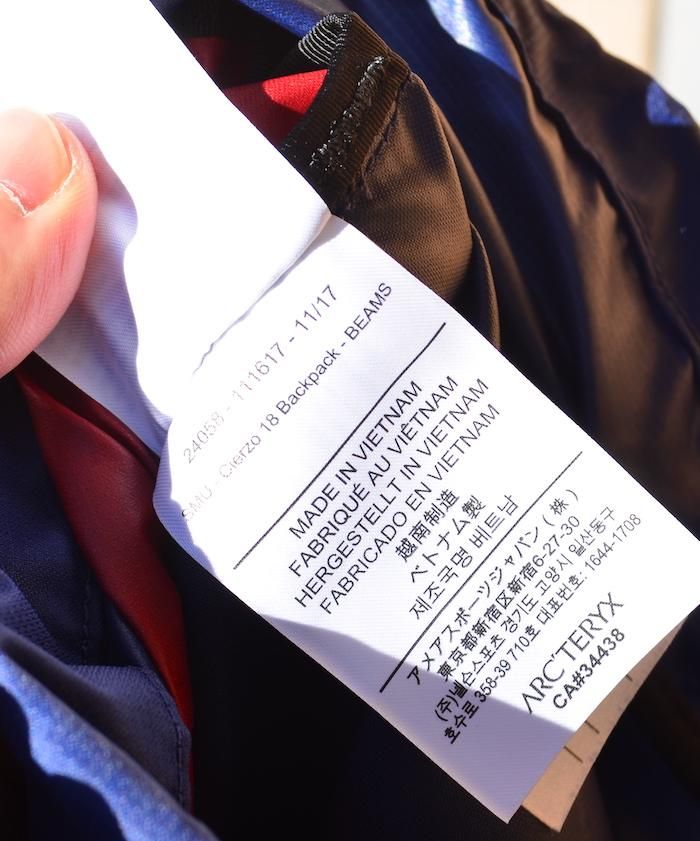 24058 - 111617 - 11/17
SMU - Cierzo 18 Backpack - BEAMS
MADE IN VIETNAM
FABRIQUÉ AU VIÊTNAM
HERGESTELLT IN VIETNAM
FABRICADO EN VIETNAM
越南制造
ベトナム製
제조국명 베트남
アメアスポーツジャパン(株)
東京都新宿区新宿6-27-30
(주)넬슨스포츠 경기도 고양시 일산동구
호수로 358-39 710호 대표번호: 1644-1708
ARC'TERYX
CA#34438